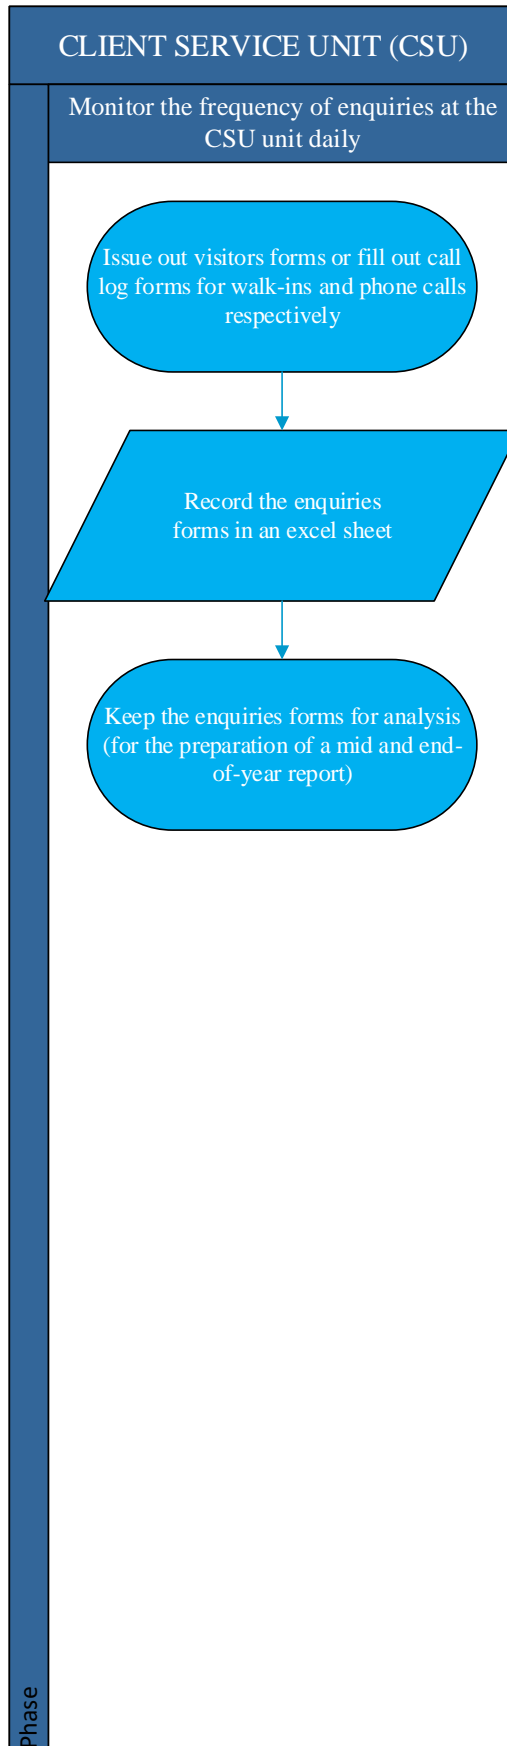 CLIENT SERVICE UNIT (CSU)
Monitor the frequency of enquiries at the
CSU unit daily
Issue out visitors forms or fill out call
log forms for walk-ins and phone calls
respectively
Record the enquiries
forms in an excel sheet
Keep the enquiries forms for analysis
(for the preparation of a mid and end-
of-year report)
Phase